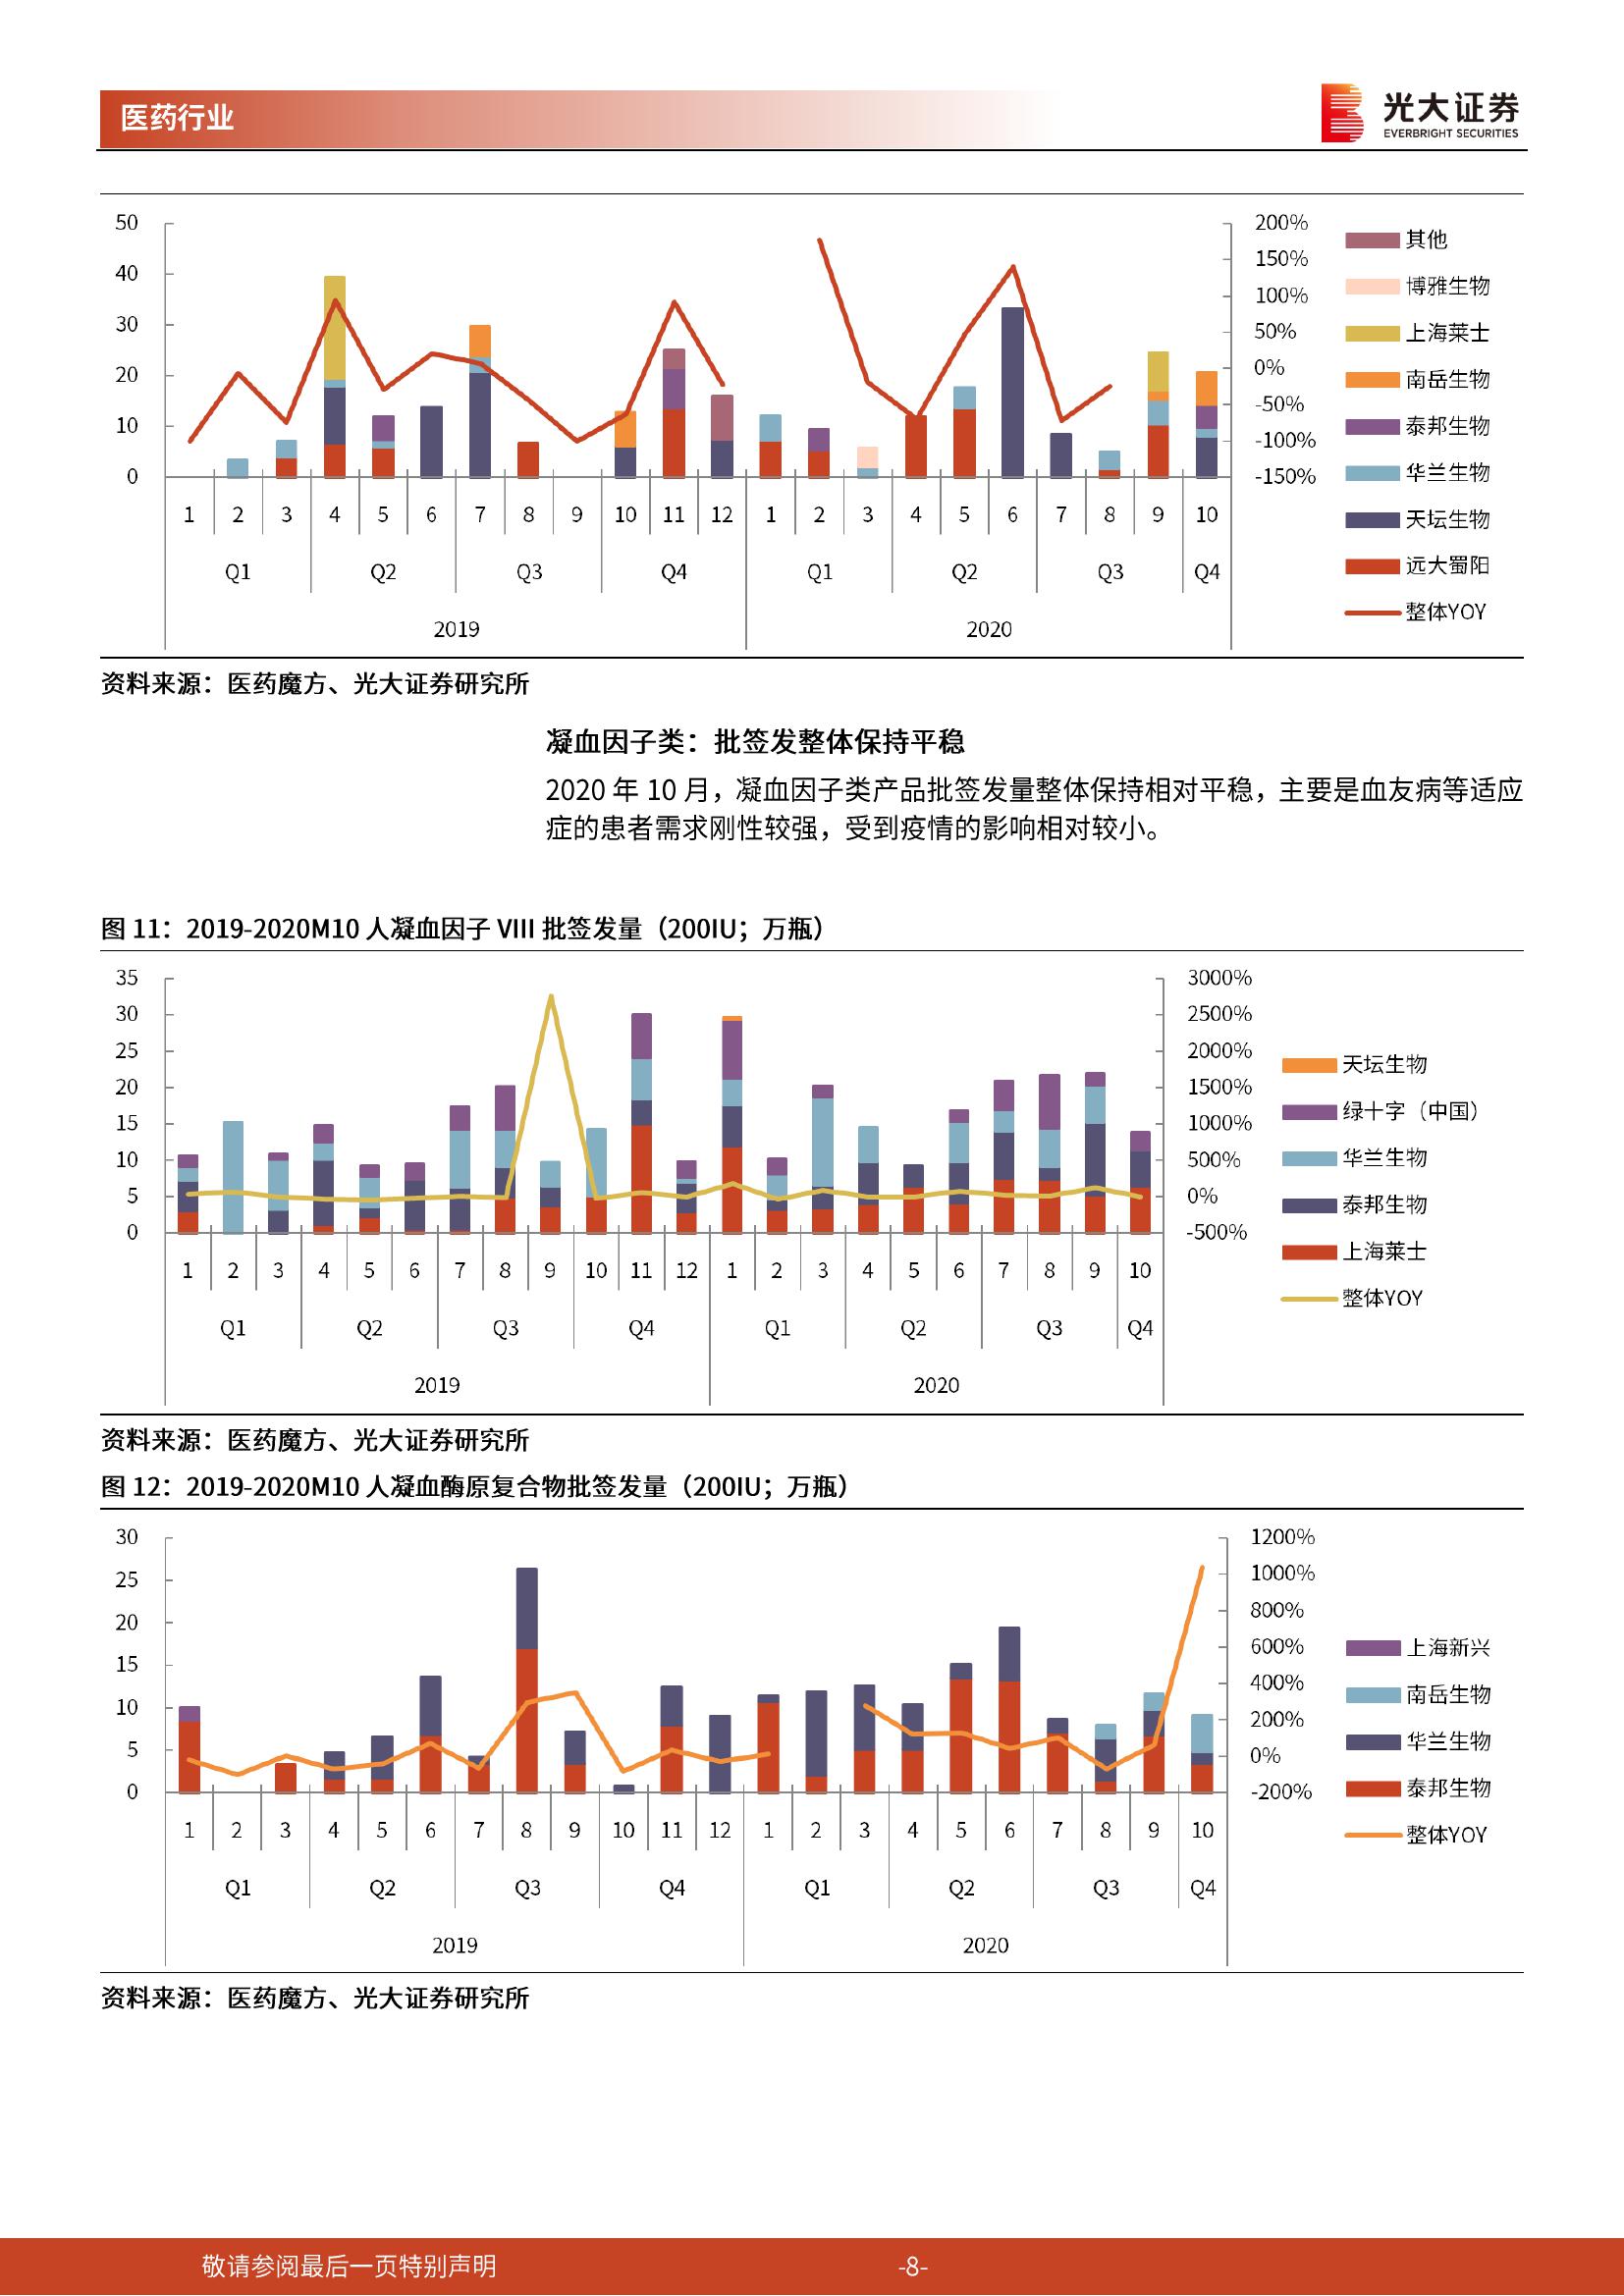 医药行业
光大证券
EVERBRIGHT SECURITIES
50
40
30
20
10
0
200%
150%
100%
50%
0%
-50%
-100%
-150%
其他
博雅生物
上海莱士
南岳生物
泰邦生物
华兰生物
天坛生物
远大蜀阳
整体YOY
1 2 3 4 5 6 7 8 9 10 11 12 1 2 3 4 5 6 7 8 9 10
Q1 Q2 Q3 Q4 Q1 Q2 Q3 Q4
2019 2020
资料来源：医药魔方、光大证券研究所
凝血因子类：批签发整体保持平稳
2020 年 10 月，凝血因子类产品批签发量整体保持相对平稳，主要是血友病等适应
症的患者需求刚性较强，受到疫情的影响相对较小。
图 11：2019-2020M10 人凝血因子 VIII 批签发量（200IU；万瓶）
35
30
25
20
15
10
5
0
3000%
2500%
2000%
1500%
1000%
500%
0%
-500%
天坛生物
绿十字（中国）
华兰生物
泰邦生物
上海莱士
整体YOY
1 2 3 4 5 6 7 8 9 10 11 12 1 2 3 4 5 6 7 8 9 10
Q1 Q2 Q3 Q4 Q1 Q2 Q3 Q4
2019 2020
资料来源：医药魔方、光大证券研究所
图 12：2019-2020M10 人凝血酶原复合物批签发量（200IU；万瓶）
30
25
20
15
10
5
0
1200%
1000%
800%
600%
400%
200%
0%
-200%
上海新兴
南岳生物
华兰生物
泰邦生物
整体YOY
1 2 3 4 5 6 7 8 9 10 11 12 1 2 3 4 5 6 7 8 9 10
Q1 Q2 Q3 Q4 Q1 Q2 Q3 Q4
2019 2020
资料来源：医药魔方、光大证券研究所
敬请参阅最后一页特别声明 -8-